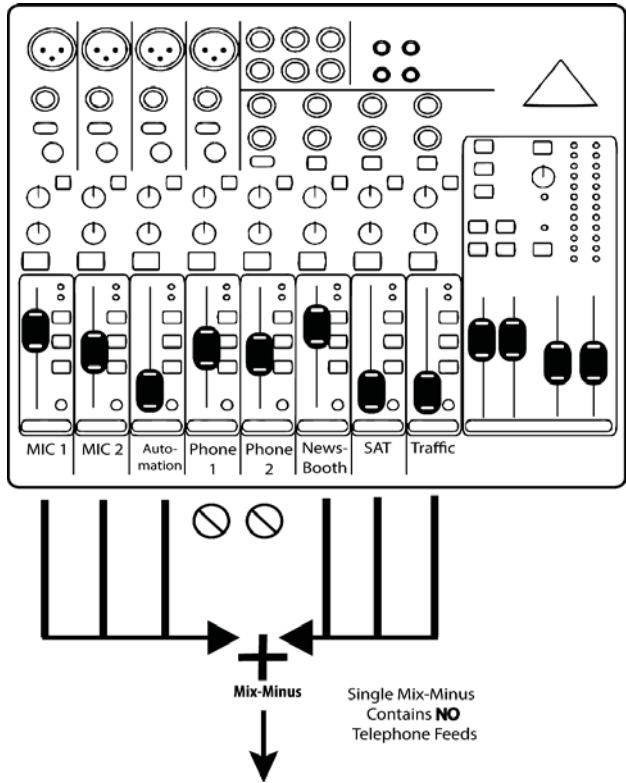 MIC 1
MIC 2
Auto-
mation
Phone
1
Phone
2
News-
Booth
SAT
Traffic
Mix-Minus
Single Mix-Minus
Contains NO
Telephone Feeds